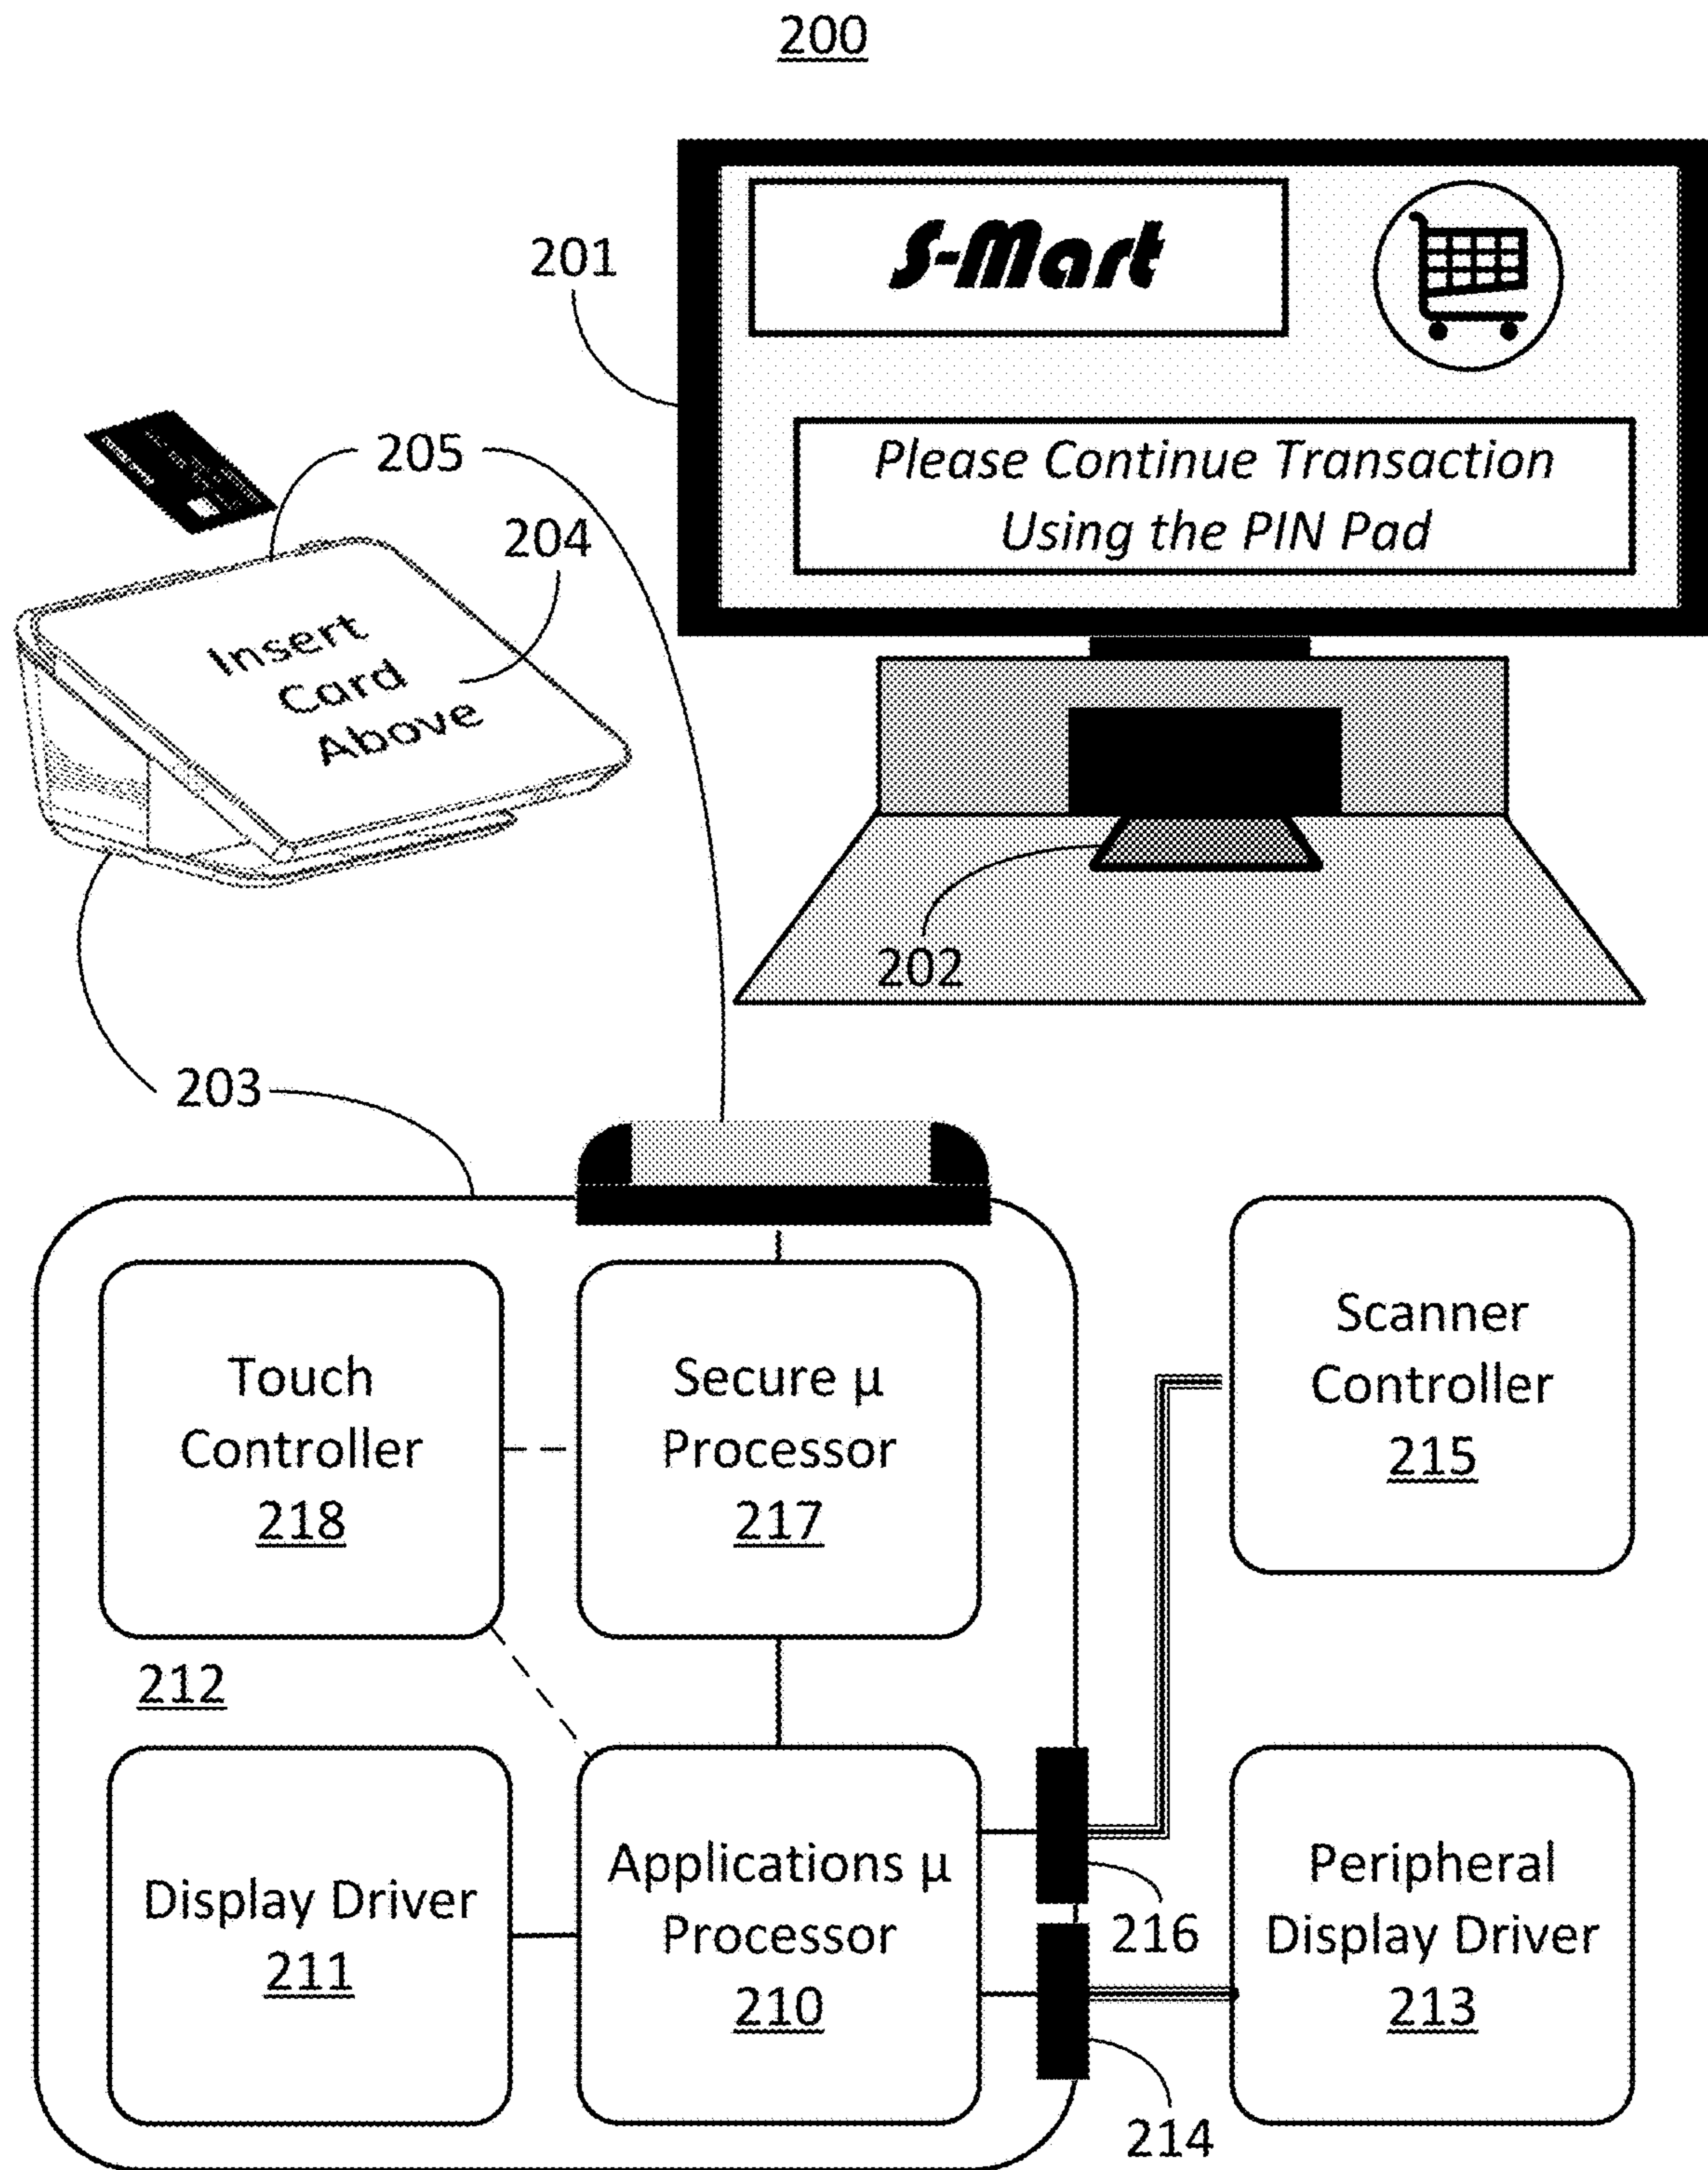 200
S-Mart
201
Please Continue Transaction
Using the PIN Pad
205
204
Insert
Card
Above
202
203
Touch
Controller
218
Secure µ
Processor
217
Scanner
Controller
215
212
Display Driver
211
Applications µ
Processor
210
216
Peripheral
Display Driver
213
214